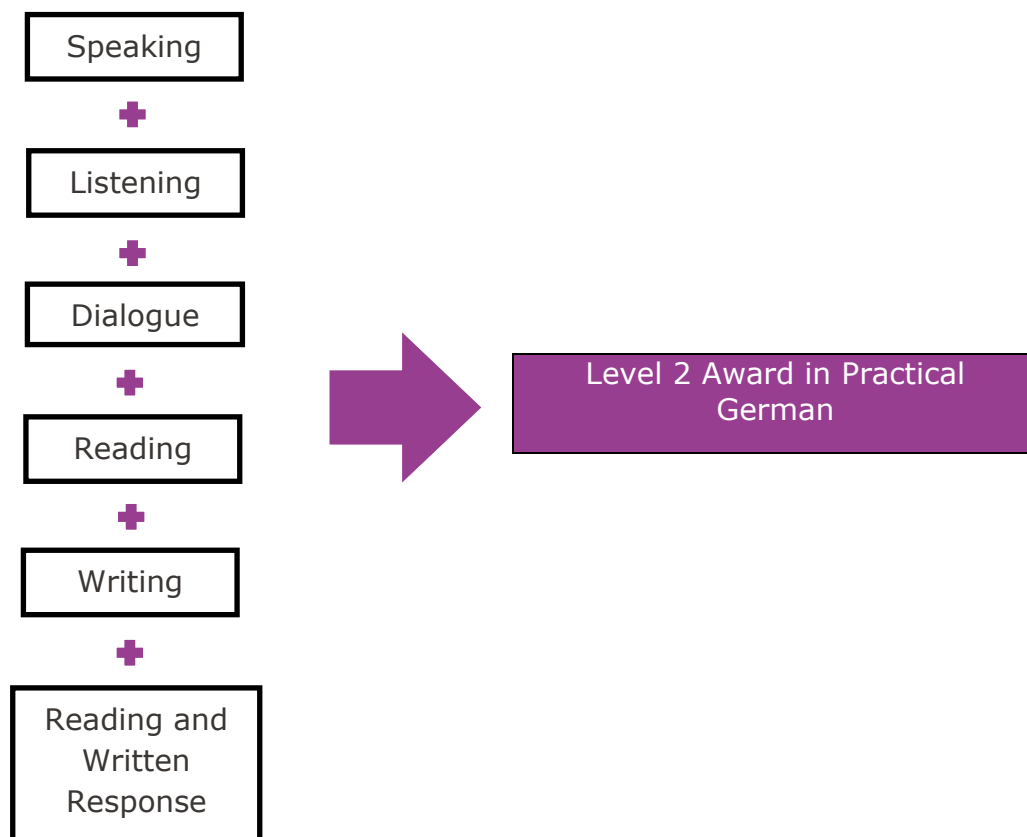 Speaking
Listening
Dialogue
Reading
Writing
Reading and
Written
Response
Level 2 Award in Practical
German